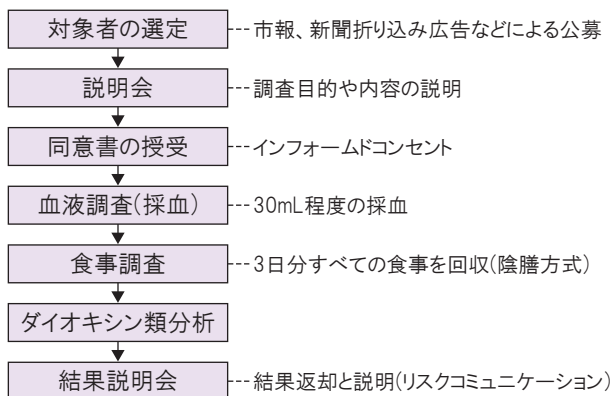 対象者の選定 市報、新聞折り込み広告などによる公募
説明会 調査目的や内容の説明
同意書の授受 インフォームドコンセント
血液調査(採血) 30mL程度の採血
食事調査 3日分すべての食事を回収(陰膳方式)
ダイオキシン類分析
結果説明会 結果返却と説明(リスクコミュニケーション)